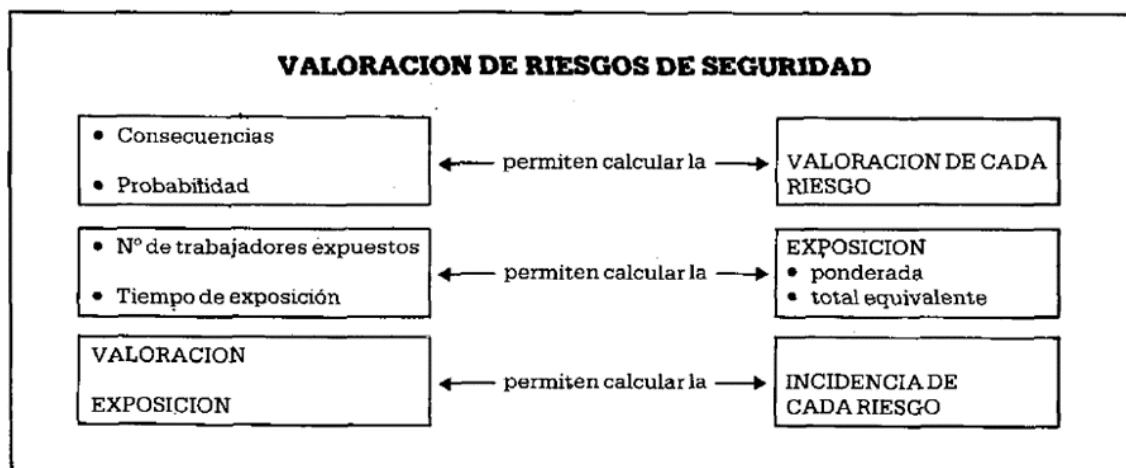 VALORACION DE RIESGOS DE SEGURIDAD
• Consecuencias
• Probabilidad
permiten calcular la
VALORACION DE CADA
RIESGO
• Nº de trabajadores expuestos
• Tiempo de exposición
permiten calcular la
EXPOSICION
• ponderada
• total equivalente
VALORACION
EXPOSICION
permiten calcular la
INCIDENCIA DE
CADA RIESGO